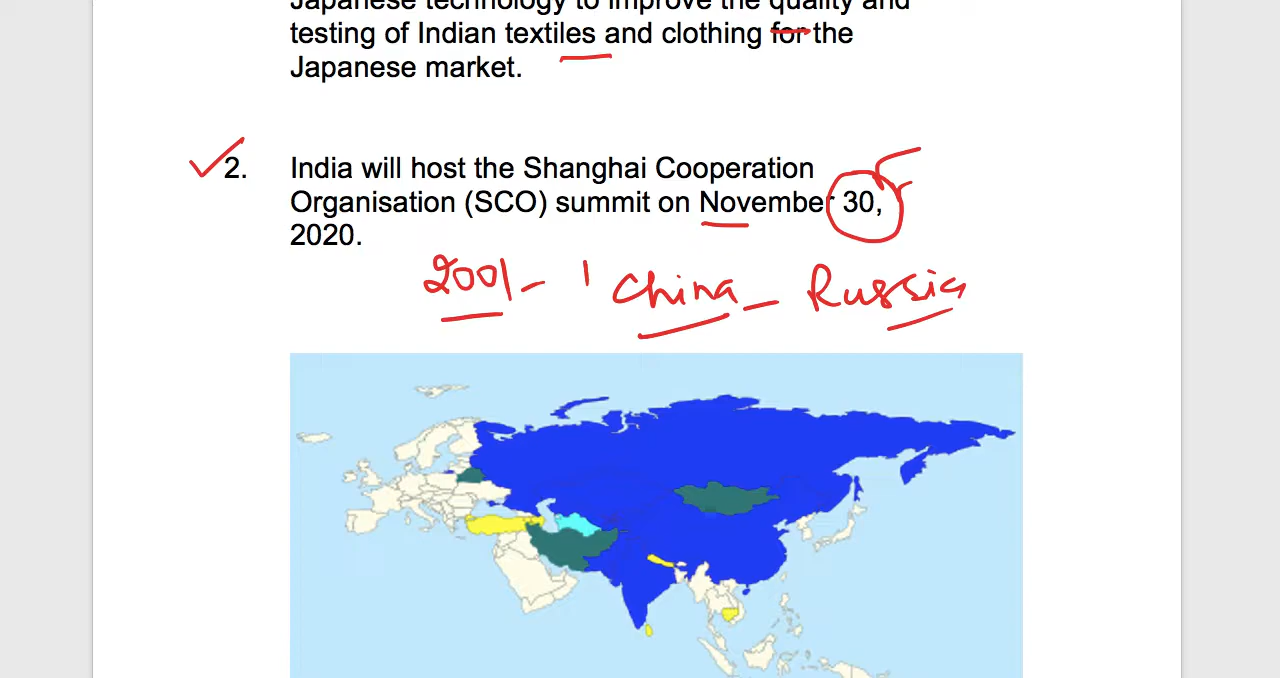 Japanese technology to improve the quality and
testing of Indian textiles and clothing for the
Japanese market.
2. India will host the Shanghai Cooperation
Organisation (SCO) summit on November 30,
2020.
2001 - ' China - Russia